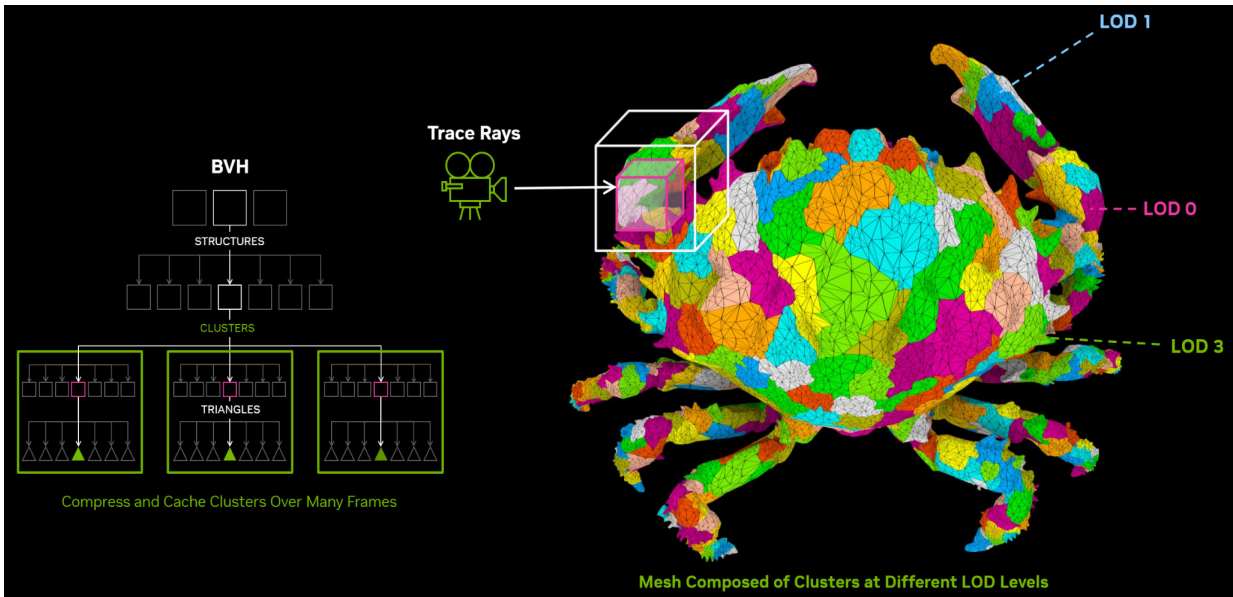 BVH
STRUCTURES
CLUSTERS
TRIANGLES
Compress and Cache Clusters Over Many Frames
Trace Rays
LOD 1
LOD 0
LOD 3
Mesh Composed of Clusters at Different LOD Levels